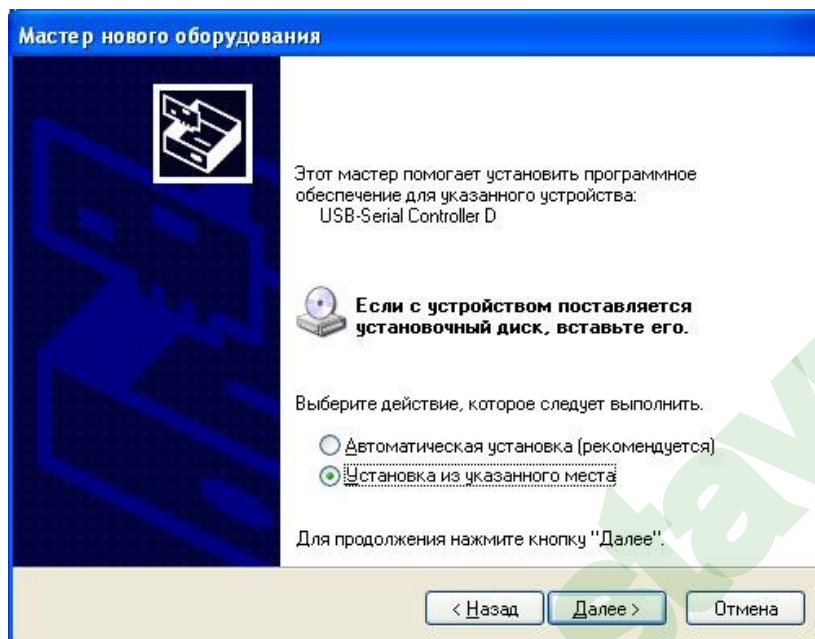 Мастер нового оборудования
Этот мастер помогает установить программное
обеспечение для указанного устройства:
USB-Serial Controller D
Если с устройством поставляется
установочный диск, вставьте его.
Выберите действие, которое следует выполнить.
Автоматическая установка (рекомендуется)
Установка из указанного места
Для продолжения нажмите кнопку "Далее".
< Назад Далее > Отмена